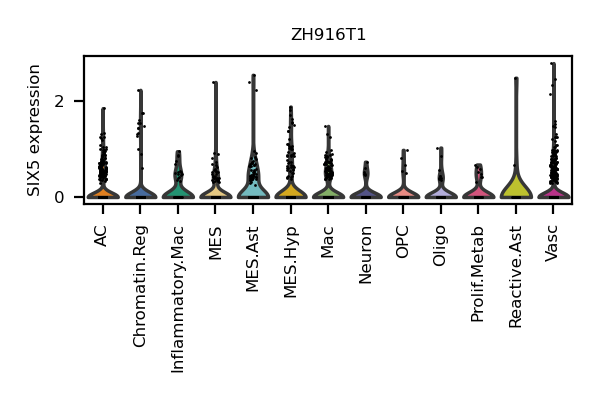 ZH916T1
SIX5 expression
2
0
AC
Chromatin.Reg
Inflammatory.Mac
MES
MES.Ast
MES.Hyp
Mac
Neuron
OPC
Oligo
Prolif.Metab
Reactive.Ast
Vasc